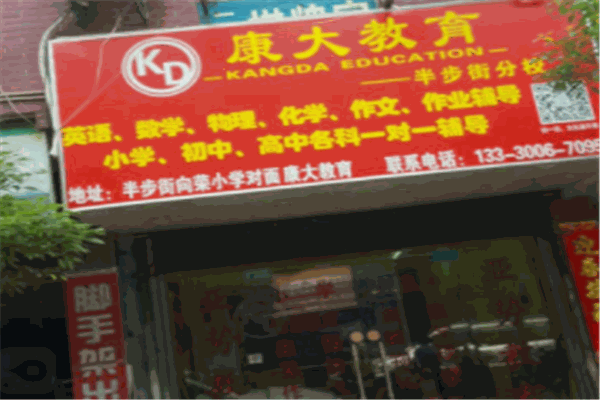 KD
康大教育
KANGDA EDUCATION
——半步街分校
英语、数学、物理、化学、作文、作业辅导
小学、初中、高中各科一对一辅导
地址：半步街向荣小学对面康大教育 联系电话：133-3006-7095
脚手架出